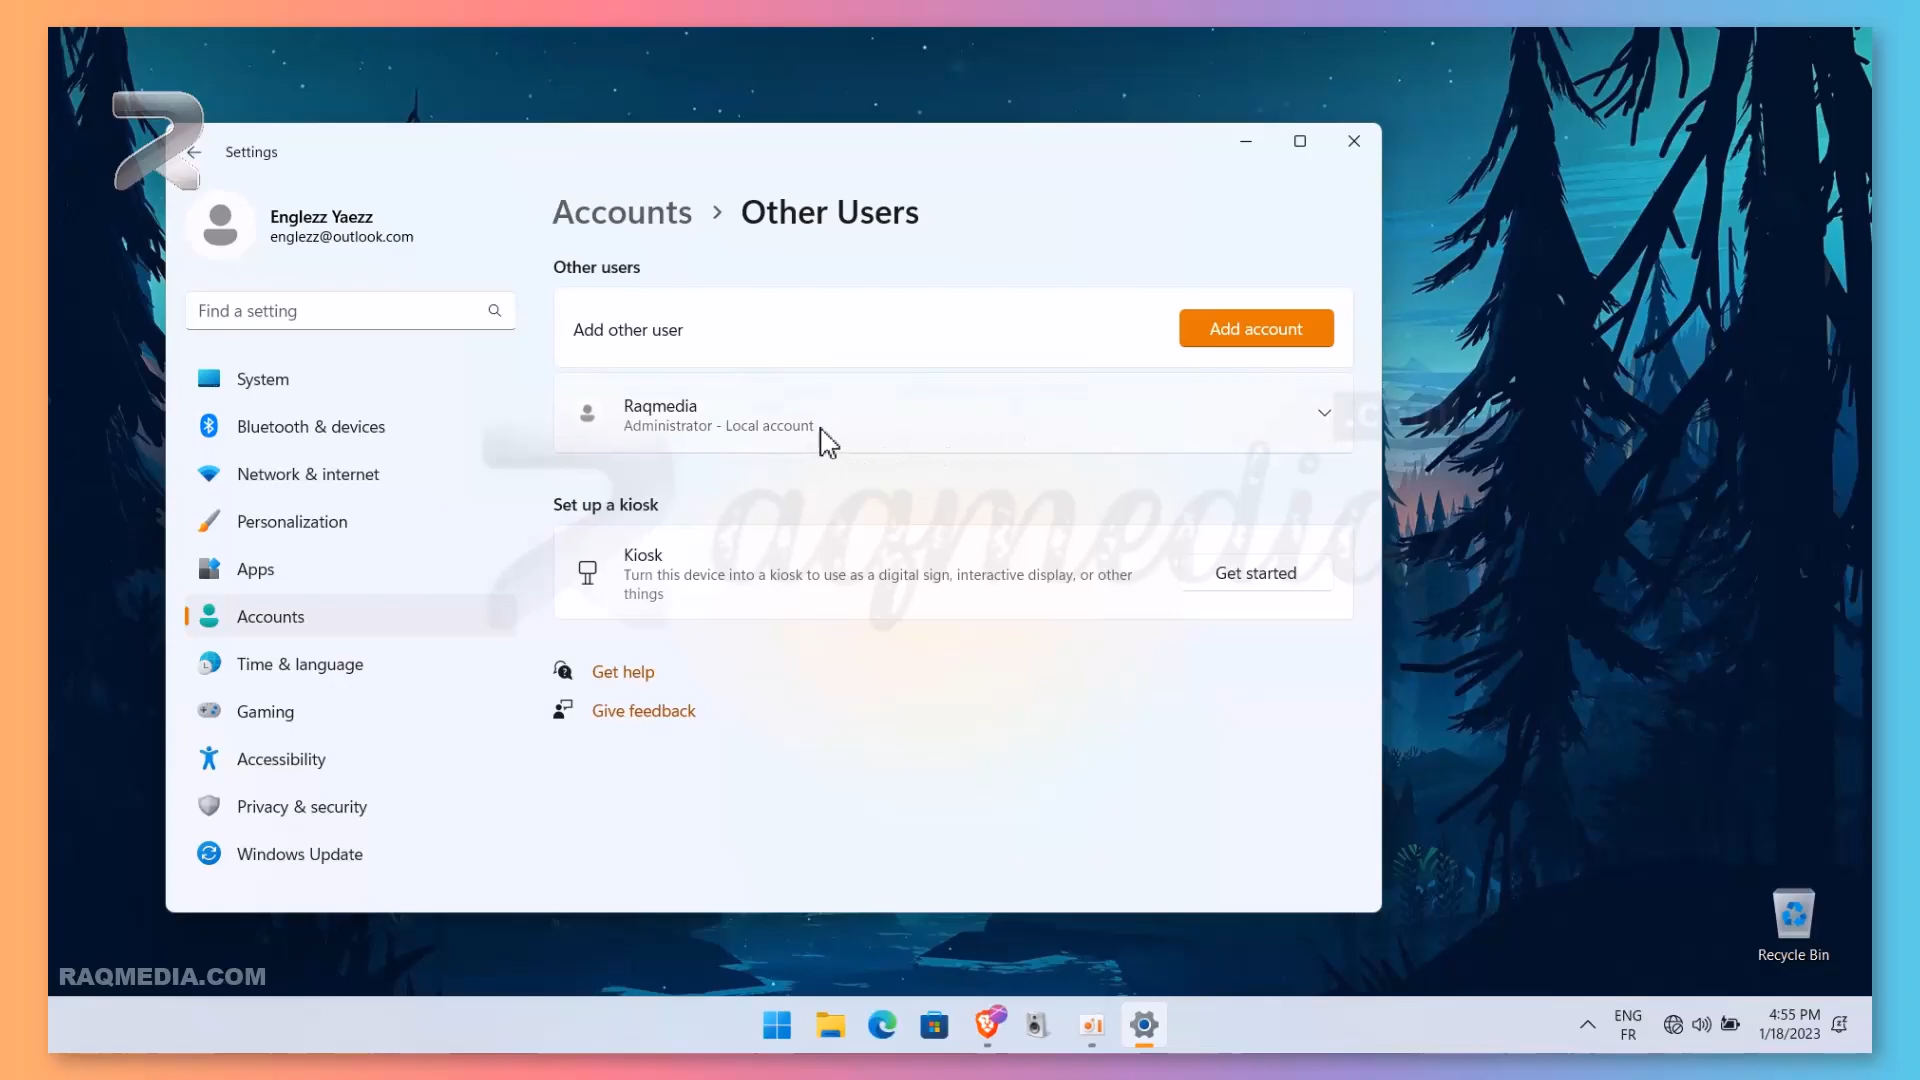 Settings
Englezz Yaezz
englezz@outlook.com
Find a setting
System
Bluetooth & devices
Network & internet
Personalization
Apps
Accounts
Time & language
Gaming
Accessibility
Privacy & security
Windows Update
Accounts > Other Users
Other users
Add other user
Add account
Raqmedia
Administrator - Local account
Set up a kiosk
Kiosk
Turn this device into a kiosk to use as a digital sign, interactive display, or other
things
Get started
Get help
Give feedback
aqmedia
Recycle Bin
RAQMEDIA.COM
ENG
FR
4:55 PM
1/18/2023